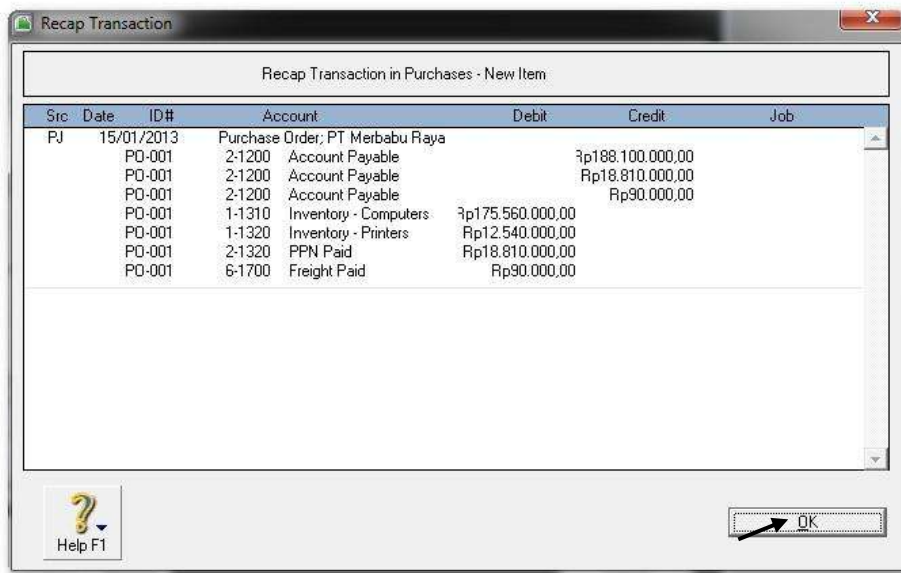 Recap Transaction
Recap Transaction in Purchases - New Item
Src Date ID# Account Debit Credit Job
PJ 15/01/2013 Purchase Order; PT Merbabu Raya
PO-001 2-1200 Account Payable Rp188.100.000,00
PO-001 2-1200 Account Payable Rp18.810.000,00
PO-001 2-1200 Account Payable Rp90.000,00
PO-001 1-1310 Inventory - Computers Rp175.560.000,00
PO-001 1-1320 Inventory - Printers Rp12.540.000,00
PO-001 2-1320 PPN Paid Rp18.810.000,00
PO-001 6-1700 Freight Paid Rp90.000,00
OK
Help F1